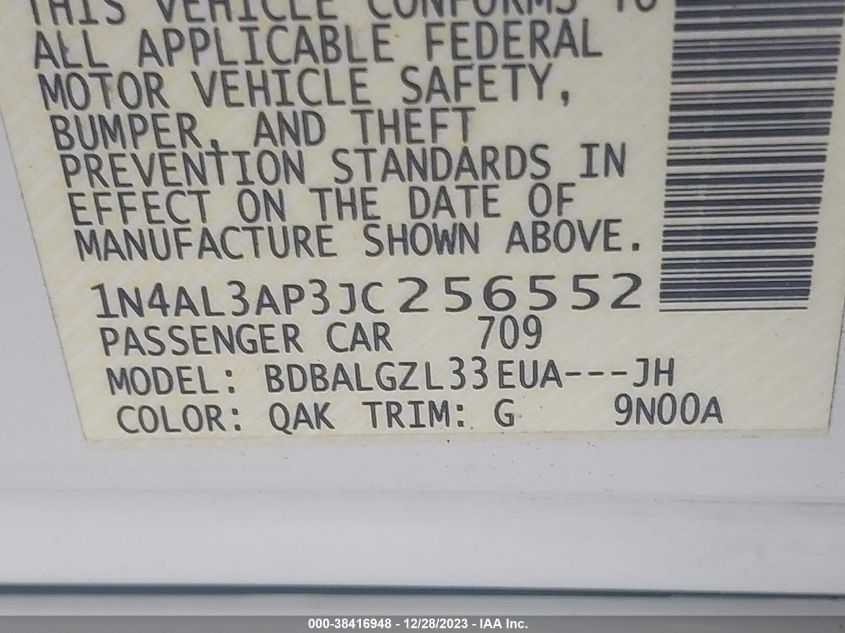 THIS VEHICLE CONFORMS TO
ALL APPLICABLE FEDERAL
MOTOR VEHICLE SAFETY,
BUMPER, AND THEFT
PREVENTION STANDARDS IN
EFFECT ON THE DATE OF
MANUFACTURE SHOWN ABOVE.
1N4AL3AP3JC256552
PASSENGER CAR 709
MODEL: BDBALGZL33EUA---JH
COLOR: QAK TRIM: G 9N00A
000-38416948 - 12/28/2023 - IAA Inc.